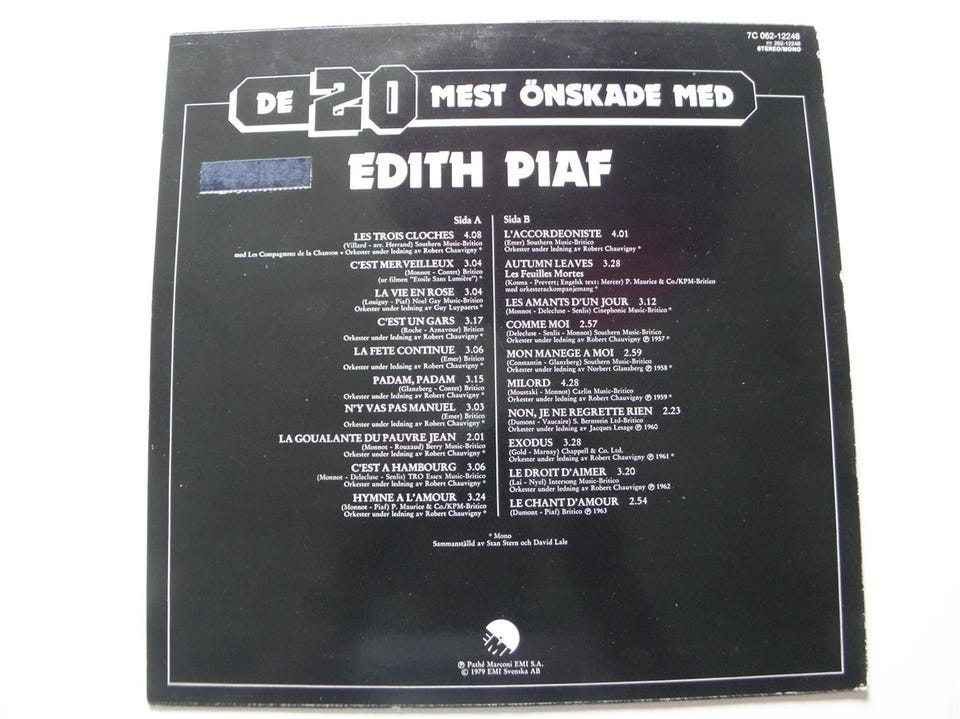 7C 062-12248
STEREO/MONO
DE 20 MEST ÖNSKADE MED
EDITH PIAF
Sida A
LES TROIS CLOCHES 4.08
(Villard - arr. Herrand) Southern Music-Britico
med Les Compagnons de la Chanson • Orkester under ledning av Robert Chauvigny *
C'EST MERVEILLEUX 3.04
(Monnot - Contet) Britico
(ur filmen "Etoile Sans Lumière") *
LA VIE EN ROSE 3.04
(Louiguy - Piaf) Noel Gay Music-Britico
Orkester under ledning av Guy Luypaerts *
C'EST UN GARS 3.17
(Roche - Aznavour) Britico
Orkester under ledning av Robert Chauvigny *
LA FETE CONTINUE 3.06
(Emer) Britico
Orkester under ledning av Robert Chauvigny *
PADAM, PADAM 3.15
(Glanzberg - Contet) Britico
Orkester under ledning av Robert Chauvigny *
N'Y VAS PAS MANUEL 3.03
(Emer) Britico
Orkester under ledning av Robert Chauvigny *
LA GOUALANTE DU PAUVRE JEAN 2.01
(Monnot - Rouzaud) Berry Music-Britico
Orkester under ledning av Robert Chauvigny *
C'EST A HAMBOURG 3.06
(Monnot - Delecluse - Senlis) TRO Essex Music-Britico
Orkester under ledning av Robert Chauvigny *
HYMNE A L'AMOUR 3.24
(Monnot - Piaf) P. Maurice & Co./KPM-Britico
Orkester under ledning av Robert Chauvigny *
Sida B
L'ACCORDEONISTE 4.01
(Emer) Southern Music-Britico
Orkester under ledning av Robert Chauvigny *
AUTUMN LEAVES 3.28
Les Feuilles Mortes
(Kosma - Prevert; Engelsk text: Mercer) P. Maurice & Co./KPM-Britico
med orkesterackompanjemang *
LES AMANTS D'UN JOUR 3.12
(Monnot - Delecluse - Senlis) Cinephonic Music-Britico *
COMME MOI 2.57
(Delecluse - Senlis - Monnot) Southern Music-Britico
Orkester under ledning av Robert Chauvigny ℗ 1957 *
MON MANEGE A MOI 2.59
(Constantin - Glanzberg) Southern Music-Britico
Orkester under ledning av Norbert Glanzberg ℗ 1958 *
MILORD 4.28
(Moustaki - Monnot) Carlin Music-Britico
Orkester under ledning av Robert Chauvigny ℗ 1959 *
NON, JE NE REGRETTE RIEN 2.23
(Dumont - Vaucaire) S. Bernstein Ltd-Britico
Orkester under ledning av Jacques Lesage ℗ 1960
EXODUS 3.28
(Gold - Marnay) Chappell & Co. Ltd.
Orkester under ledning av Robert Chauvigny ℗ 1961 *
LE DROIT D'AIMER 3.20
(Lai - Nyel) Intersong Music-Britico
Orkester under ledning av Robert Chauvigny ℗ 1962
LE CHANT D'AMOUR 2.54
(Dumont - Piaf) Britico ℗ 1963
* Mono
Sammanställd av Stan Stern och David Lale
EMI
℗ Pathé Marconi EMI S.A.
© 1979 EMI Svenska AB